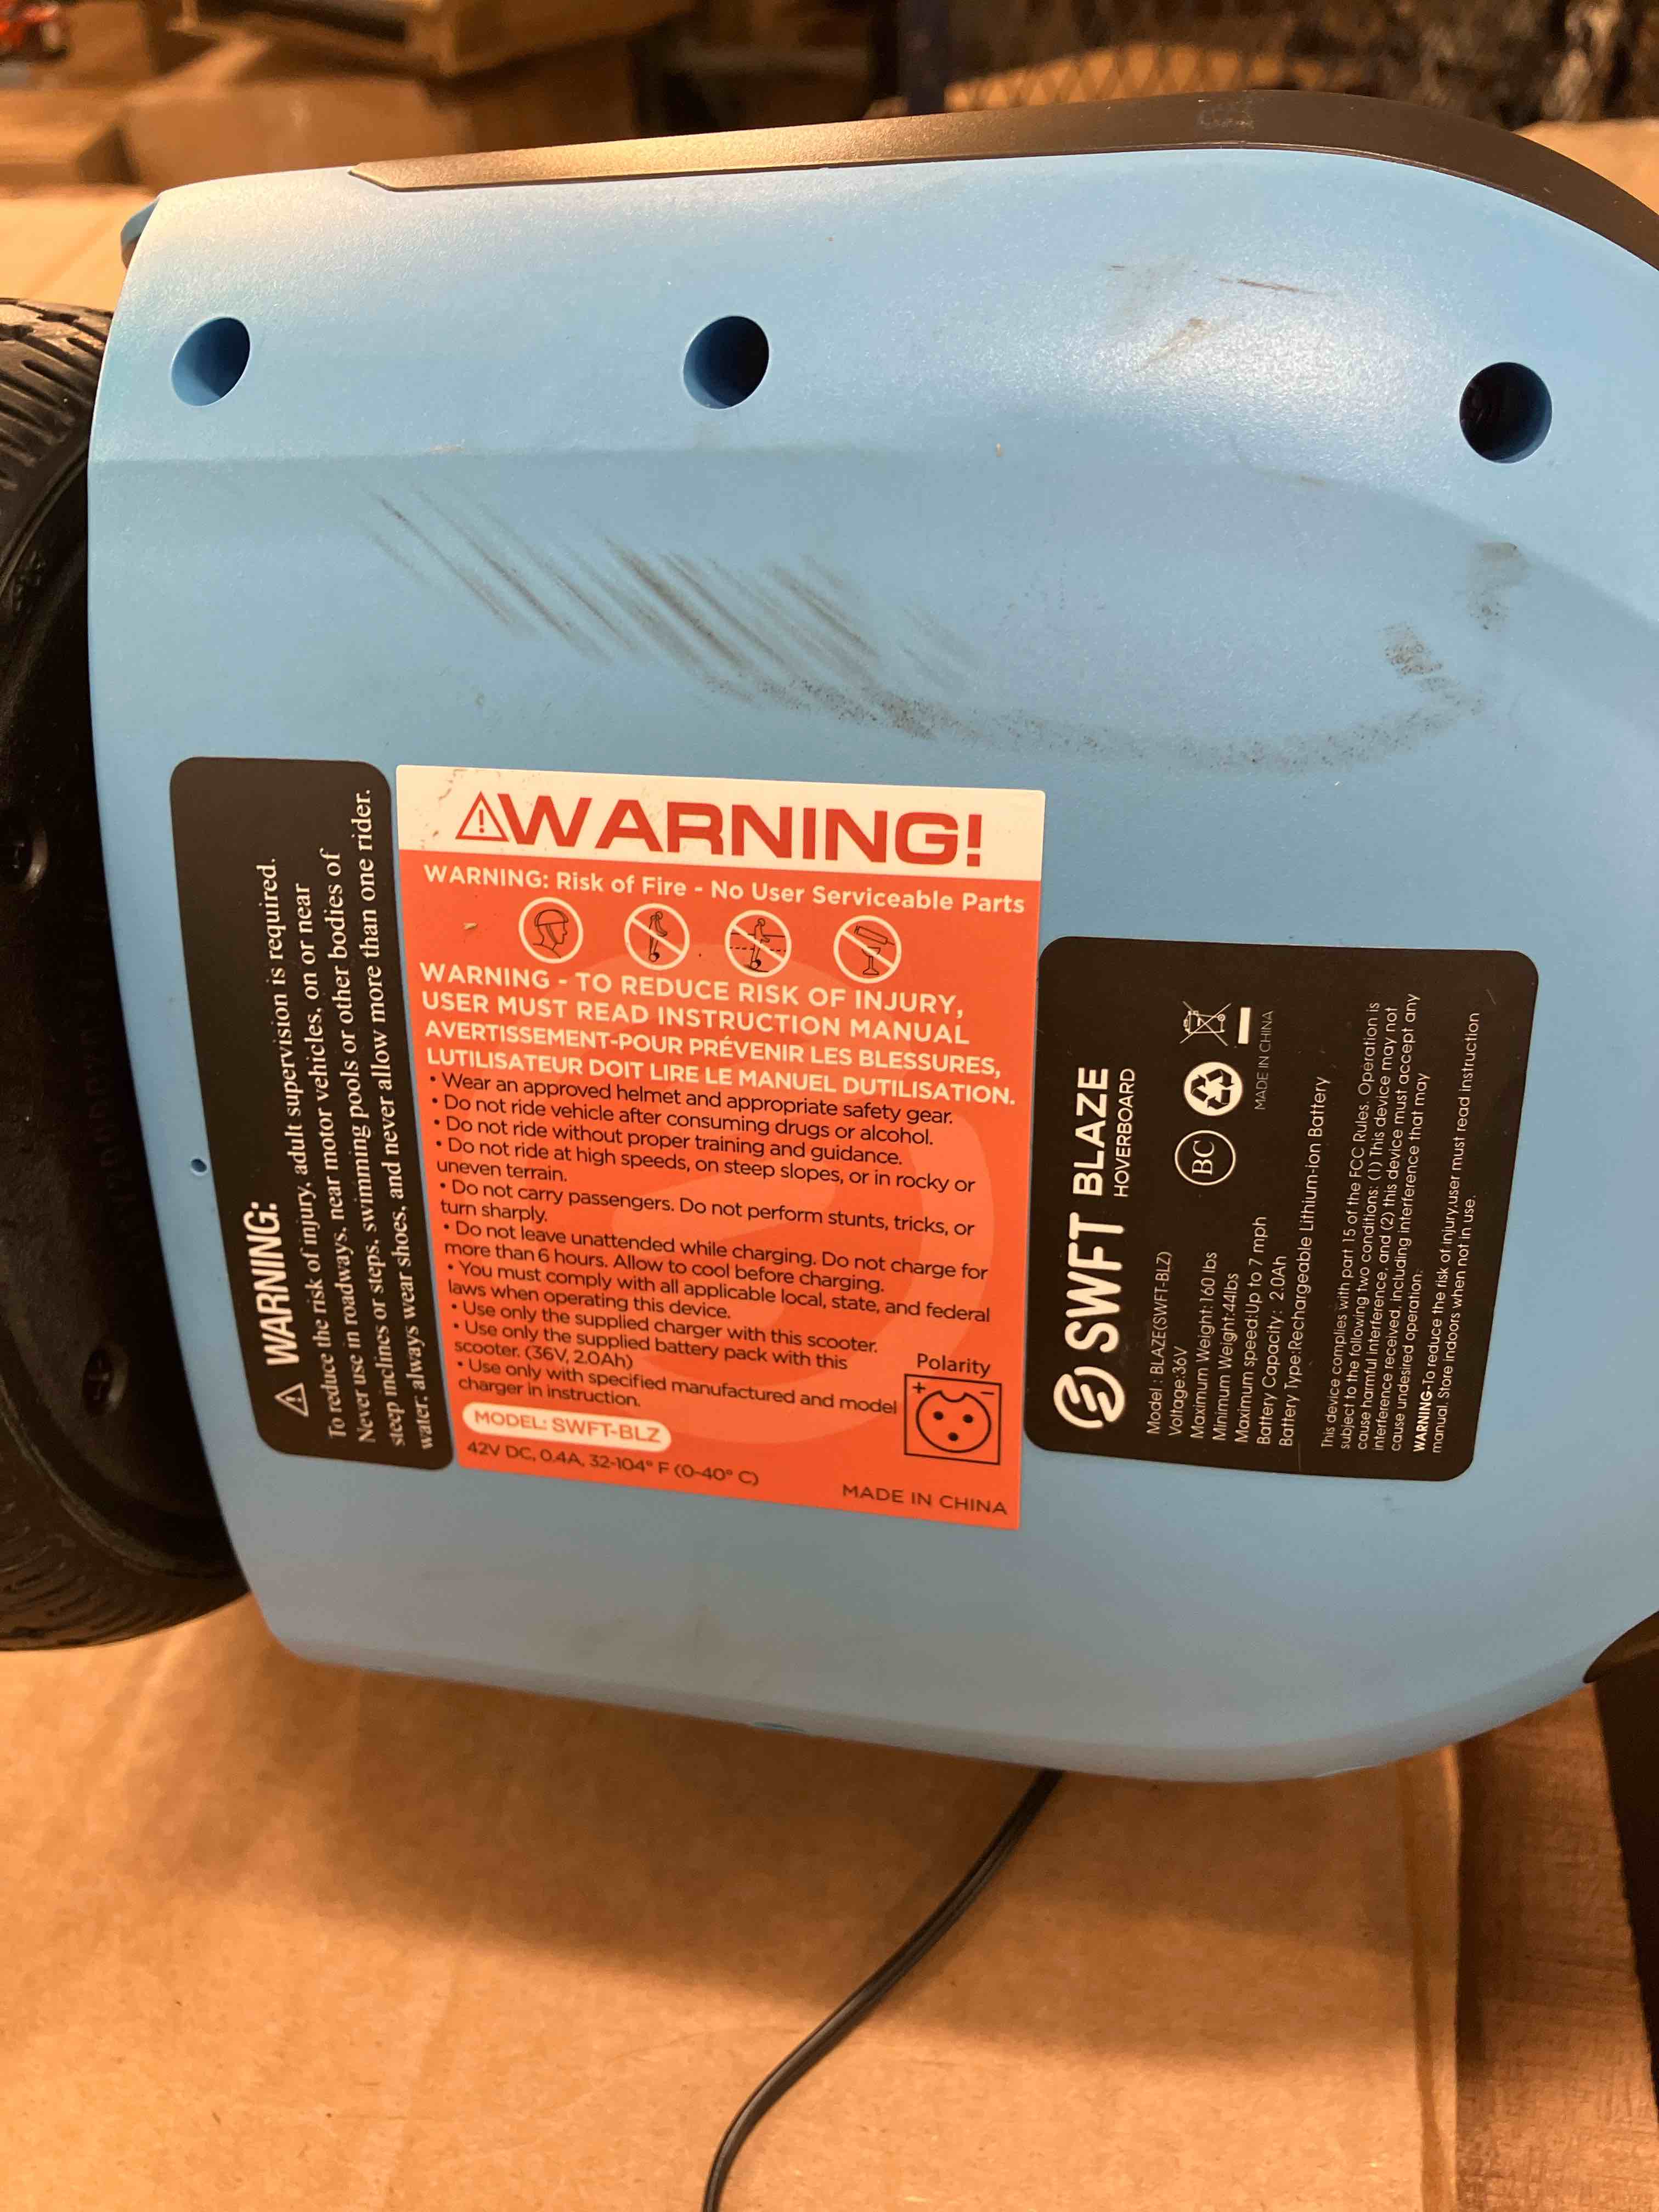 ⚠ WARNING:
To reduce the risk of injury, adult supervision is required.
Never use in roadways, near motor vehicles, on or near
steep inclines or steps, swimming pools or other bodies of
water; always wear shoes, and never allow more than one rider.
⚠WARNING!
WARNING: Risk of Fire - No User Serviceable Parts
WARNING - TO REDUCE RISK OF INJURY,
USER MUST READ INSTRUCTION MANUAL
AVERTISSEMENT-POUR PRÉVENIR LES BLESSURES,
LUTILISATEUR DOIT LIRE LE MANUEL DUTILISATION.
• Wear an approved helmet and appropriate safety gear.
• Do not ride vehicle after consuming drugs or alcohol.
• Do not ride without proper training and guidance.
• Do not ride at high speeds, on steep slopes, or in rocky or
uneven terrain.
• Do not carry passengers. Do not perform stunts, tricks, or
turn sharply.
• Do not leave unattended while charging. Do not charge for
more than 6 hours. Allow to cool before charging.
• You must comply with all applicable local, state, and federal
laws when operating this device.
• Use only the supplied charger with this scooter.
• Use only the supplied battery pack with this
scooter. (36V, 2.0Ah)
• Use only with specified manufactured and model
charger in instruction.
Polarity
+ −
MODEL: SWFT-BLZ
42V DC, 0.4A, 32-104° F (0-40° C)
MADE IN CHINA
SWFT BLAZE
HOVERBOARD
Model : BLAZE(SWFT-BLZ)
Voltage:36V
Maximum Weight:160 lbs
Minimum Weight:44lbs
Maximum speed:Up to 7 mph
Battery Capacity : 2.0Ah
Battery Type:Rechargeable Lithium-ion Battery
BC
MADE IN CHINA
This device complies with part 15 of the FCC Rules. Operation is
subject to the following two conditions: (1) This device may not
cause harmful interference, and (2) this device must accept any
interference received, including interference that may
cause undesired operation.
WARNING-To reduce the risk of injury,user must read instruction
manual. Store indoors when not in use.